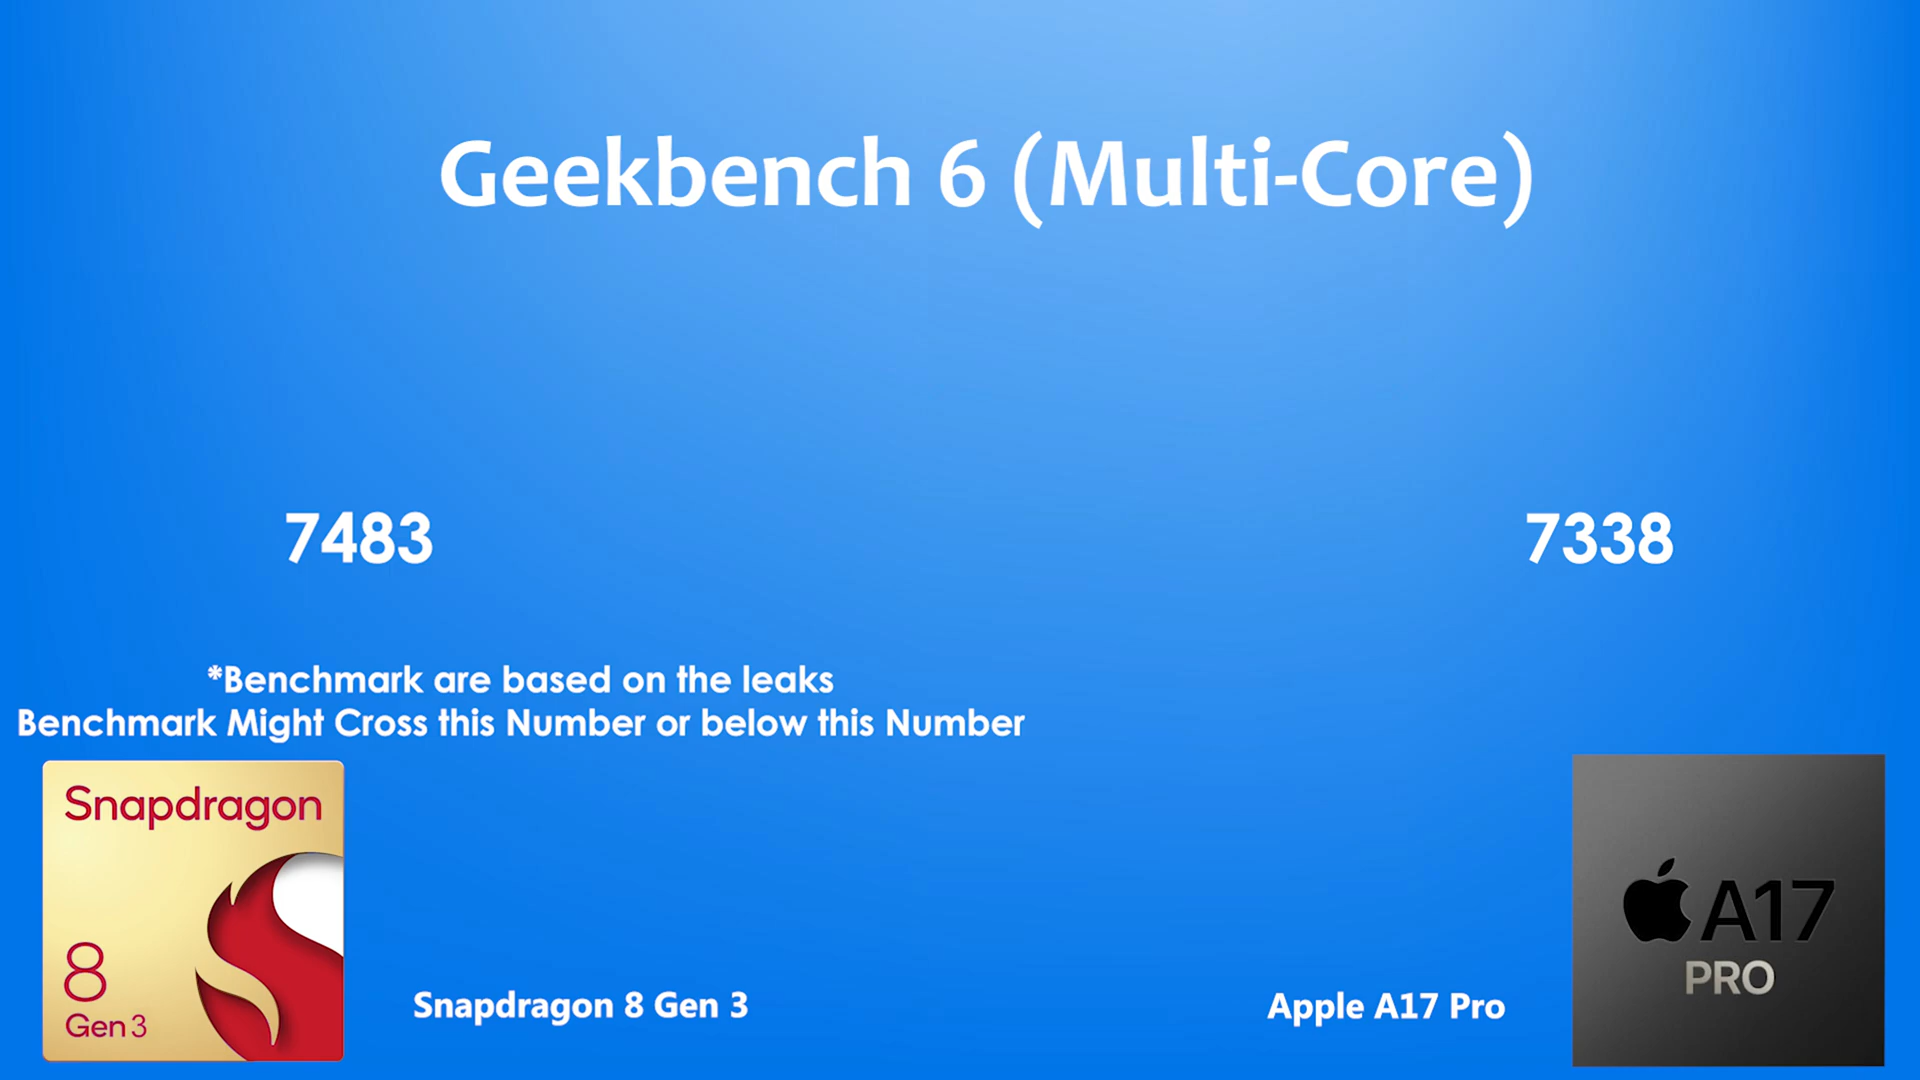 Geekbench 6 (Multi-Core)
7483
7338
*Benchmark are based on the leaks
Benchmark Might Cross this Number or below this Number
Snapdragon
8
Gen 3
Snapdragon 8 Gen 3
Apple A17 Pro
A17
PRO